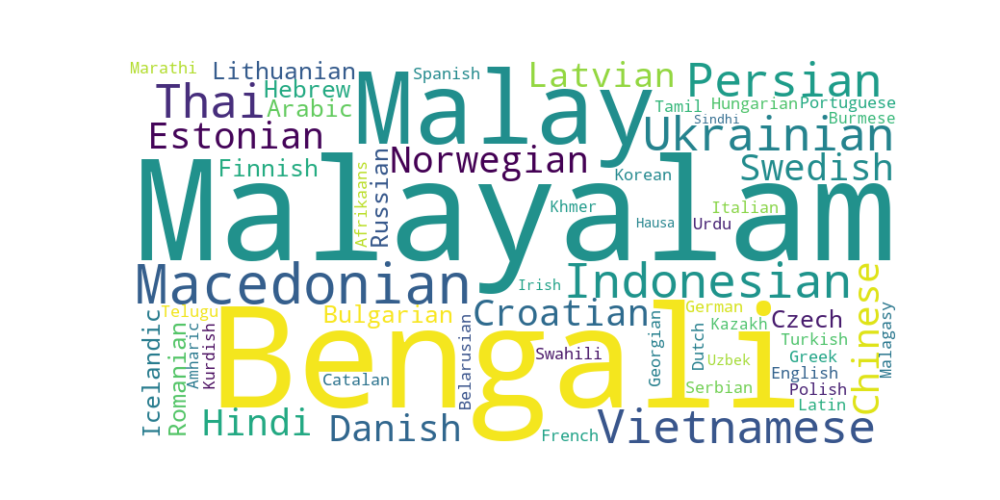 Marathi
Lithuanian
Spanish
Latvian
Persian
Thai
Hebrew
Arabic
Malay
Tamil
Hungarian
Portuguese
Sindhi
Burmese
Estonian
Ukrainian
Finnish
Afrikaans
Russian
Norwegian
Korean
Swedish
Malayalam
Khmer
Hausa
Urdu
Italian
Macedonian
Irish
Indonesian
Chinese
Icelandic
Telugu
Romanian
Amharic
Kurdish
Bengali
Bulgarian
Croatian
Belarusian
Georgian
German
Dutch
Kazakh
Czech
Malagasy
Turkish
Swahili
Uzbek
Greek
Catalan
English
Serbian
Polish
Latin
Hindi
Danish
French
Vietnamese